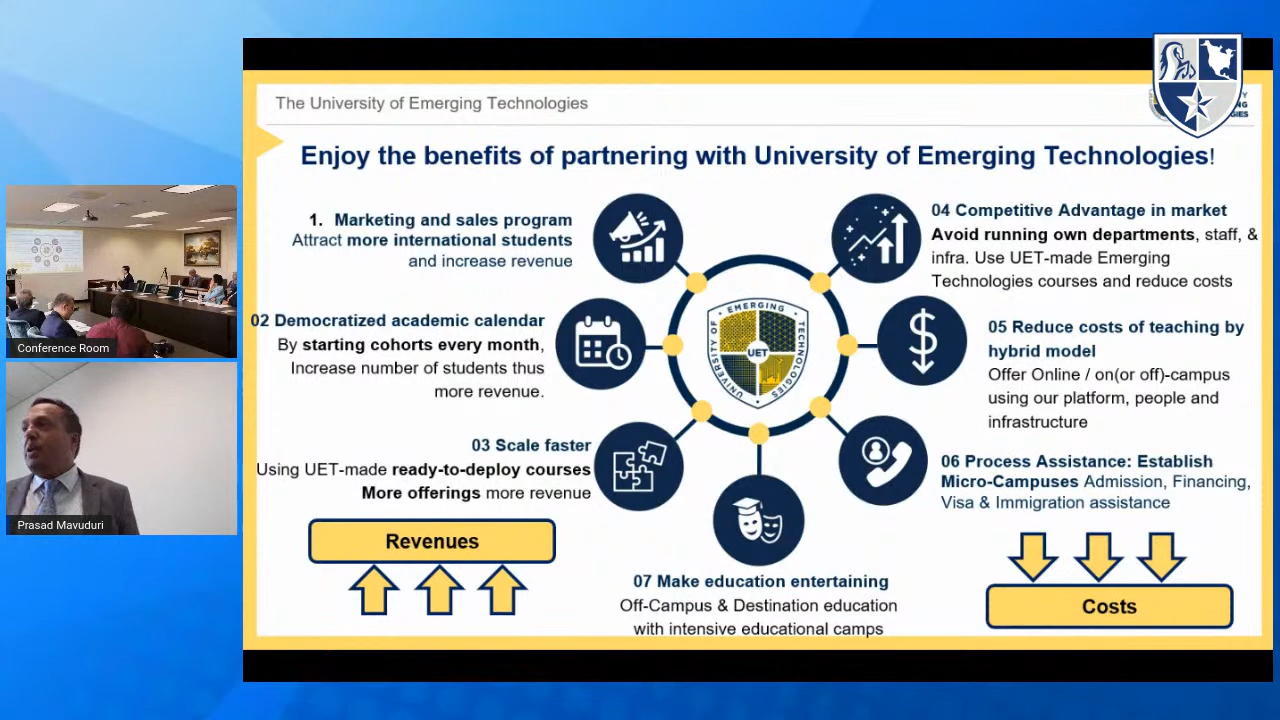 The University of Emerging Technologies
Enjoy the benefits of partnering with University of Emerging Technologies!
1. Marketing and sales program
Attract more international students
and increase revenue
02 Democratized academic calendar
By starting cohorts every month,
Increase number of students thus
more revenue.
03 Scale faster
Using UET-made ready-to-deploy courses
More offerings more revenue
Revenues
UNIVERSITY OF EMERGING TECHNOLOGIES
UET
07 Make education entertaining
Off-Campus & Destination education
with intensive educational camps
04 Competitive Advantage in market
Avoid running own departments, staff, &
infra. Use UET-made Emerging
Technologies courses and reduce costs
05 Reduce costs of teaching by
hybrid model
Offer Online / on(or off)-campus
using our platform, people and
infrastructure
06 Process Assistance: Establish
Micro-Campuses Admission, Financing,
Visa & Immigration assistance
Costs
Conference Room
Prasad Mavuduri